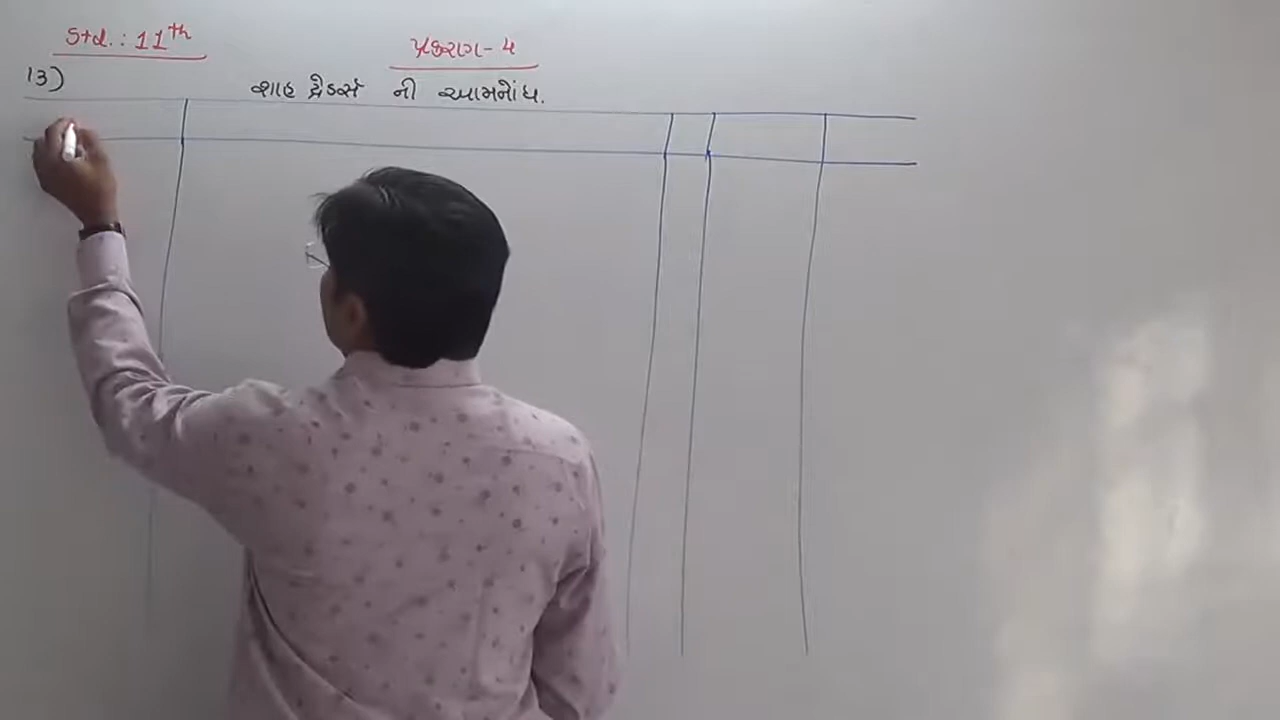 Std. : 11th
પ્રકરણ - 4
13)
શાહ ટ્રેડર્સ ની આમનોંધ.